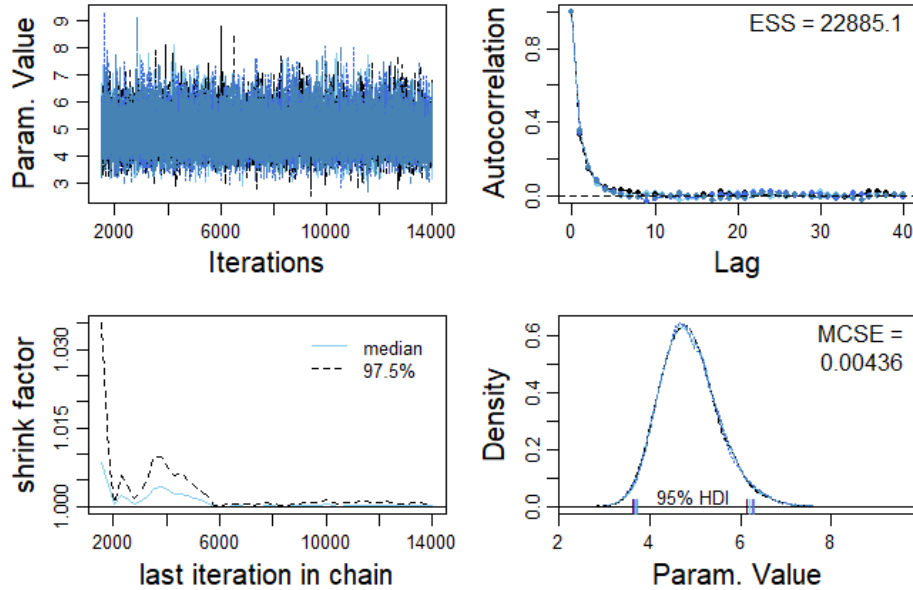 Param. Value
9
8
7
6
5
4
3
2000 6000 10000 14000
Iterations
Autocorrelation
0.8
0.4
0.0
ESS = 22885.1
0 10 20 30 40
Lag
shrink factor
1.030
1.015
1.000
median
97.5%
2000 6000 10000 14000
last iteration in chain
Density
0.6
0.4
0.2
0.0
MCSE =
0.00436
95% HDI
2 4 6 8
Param. Value